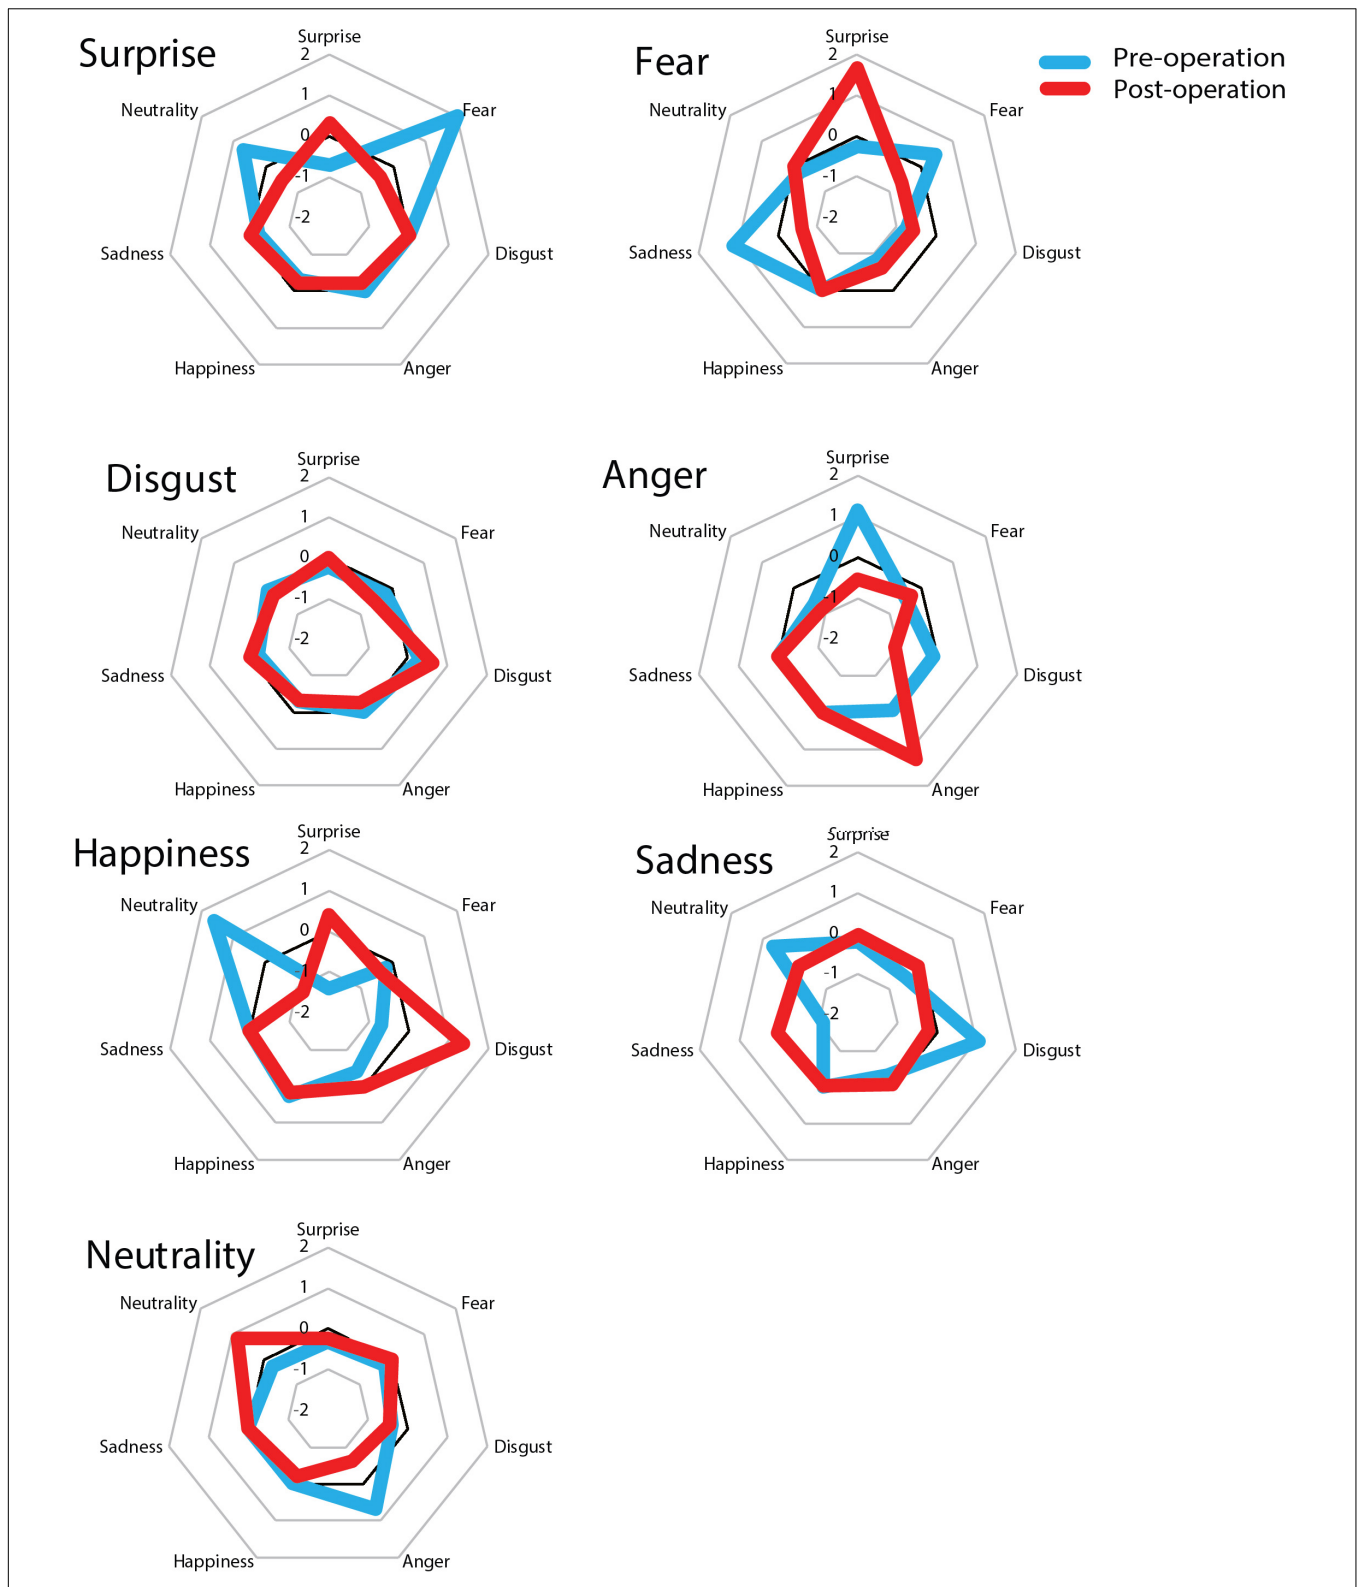 Surprise
Surprise
2
1
0
-1
-2
Fear
Disgust
Anger
Happiness
Sadness
Neutrality
Fear
Surprise
2
1
0
-1
-2
Fear
Disgust
Anger
Happiness
Sadness
Neutrality
Pre-operation
Post-operation
Disgust
Surprise
2
1
0
-1
-2
Fear
Disgust
Anger
Happiness
Sadness
Neutrality
Anger
Surprise
2
1
0
-1
-2
Fear
Disgust
Anger
Happiness
Sadness
Neutrality
Happiness
Surprise
2
1
0
-1
-2
Fear
Disgust
Anger
Happiness
Sadness
Neutrality
Sadness
Surprise
2
1
0
-1
-2
Fear
Disgust
Anger
Happiness
Sadness
Neutrality
Neutrality
Surprise
2
1
0
-1
-2
Fear
Disgust
Anger
Happiness
Sadness
Neutrality